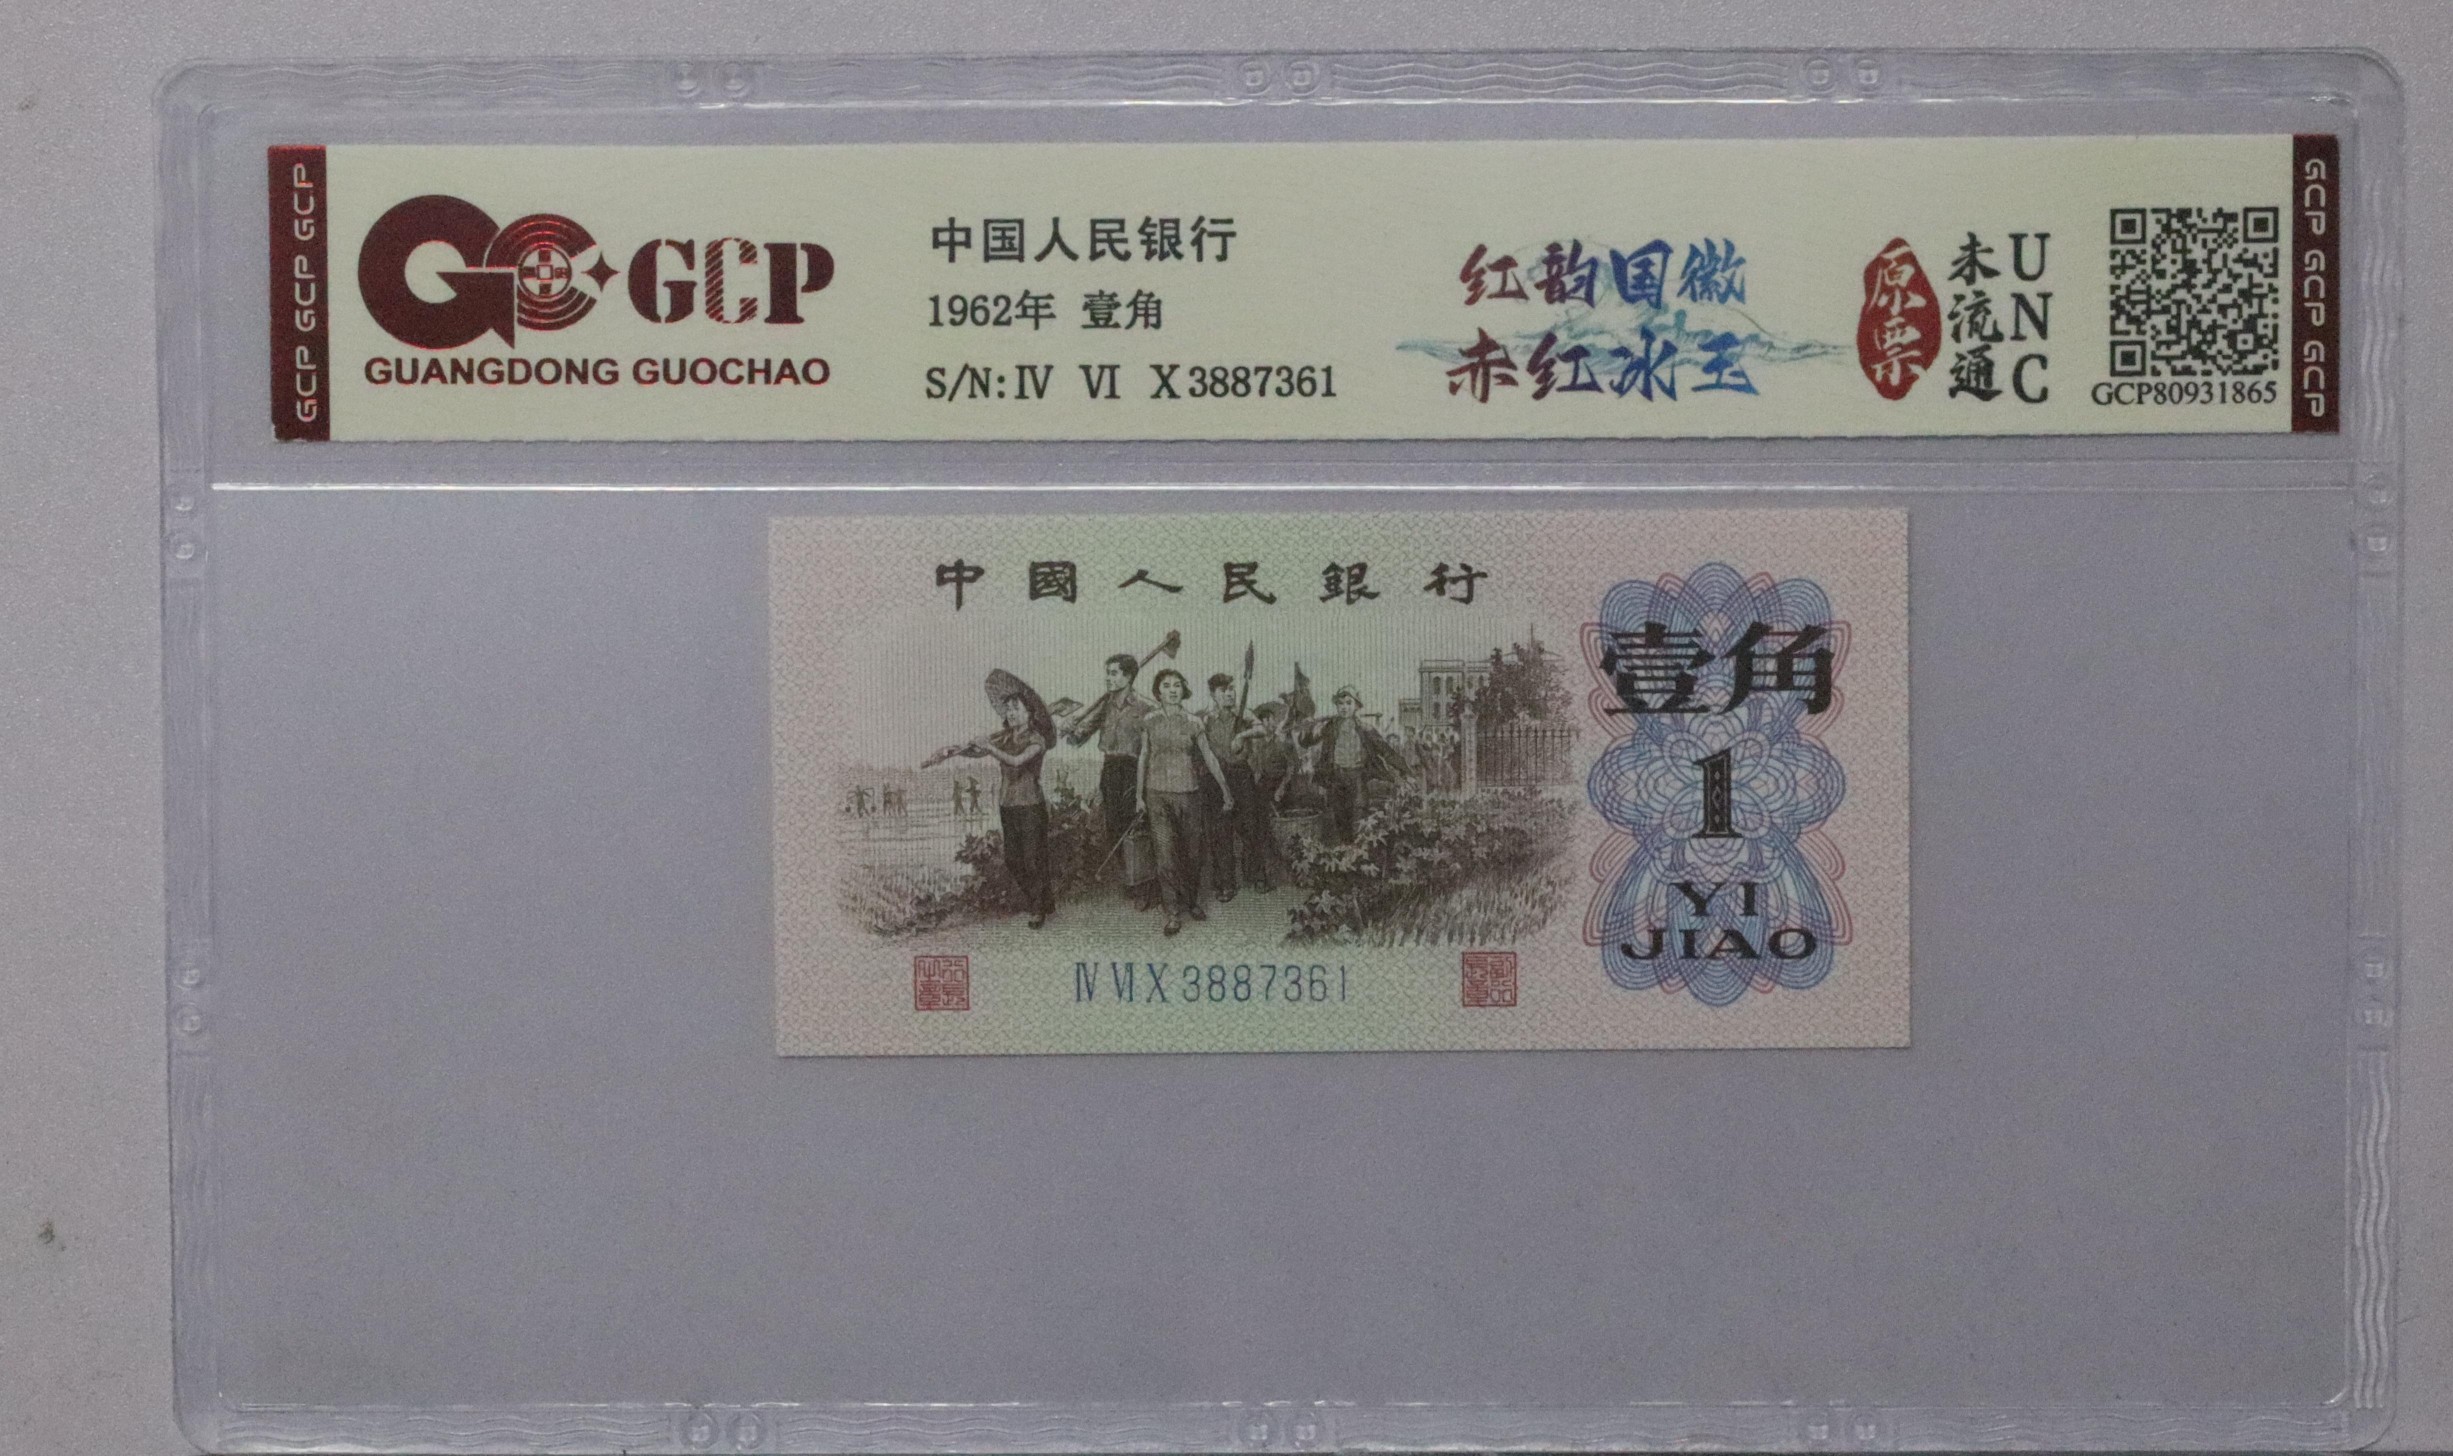 GCP GCP GCP
GCP
GUANGDONG GUOCHAO
中国人民银行
1962年 壹角
S/N: IV VI X 3887361
红韵国徽
赤红冰玉
原票
未流通
UNC
GCP80931865
GCP GCP GCP
中國人民銀行
壹角
1
YI
JIAO
IV VI X 3887361